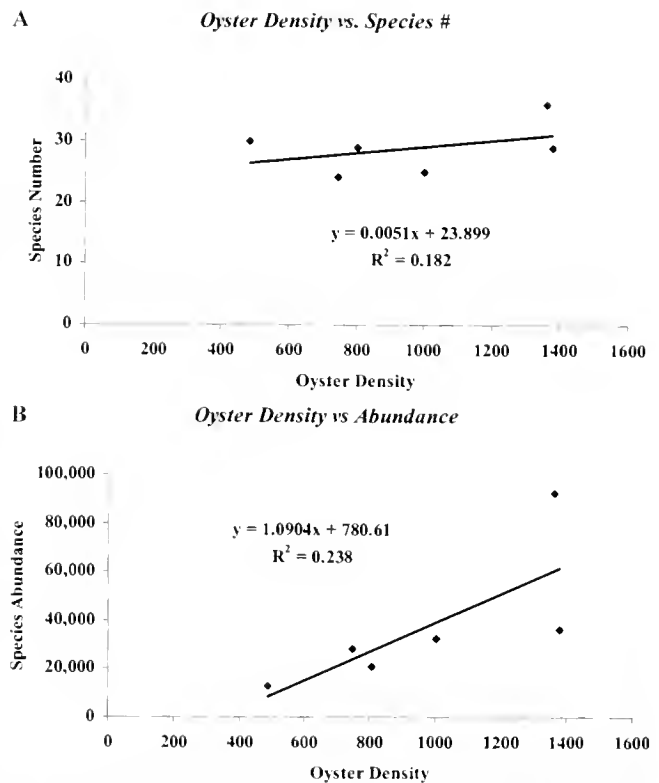 A
Oyster Density vs. Species #
40
30
20
10
0
Species Number
y = 0.0051x + 23.899
R² = 0.182
0 200 400 600 800 1000 1200 1400 1600
Oyster Density
B
Oyster Density vs Abundance
100,000
80,000
60,000
40,000
20,000
0
Species Abundance
y = 1.0904x + 780.61
R² = 0.238
0 200 400 600 800 1000 1200 1400 1600
Oyster Density